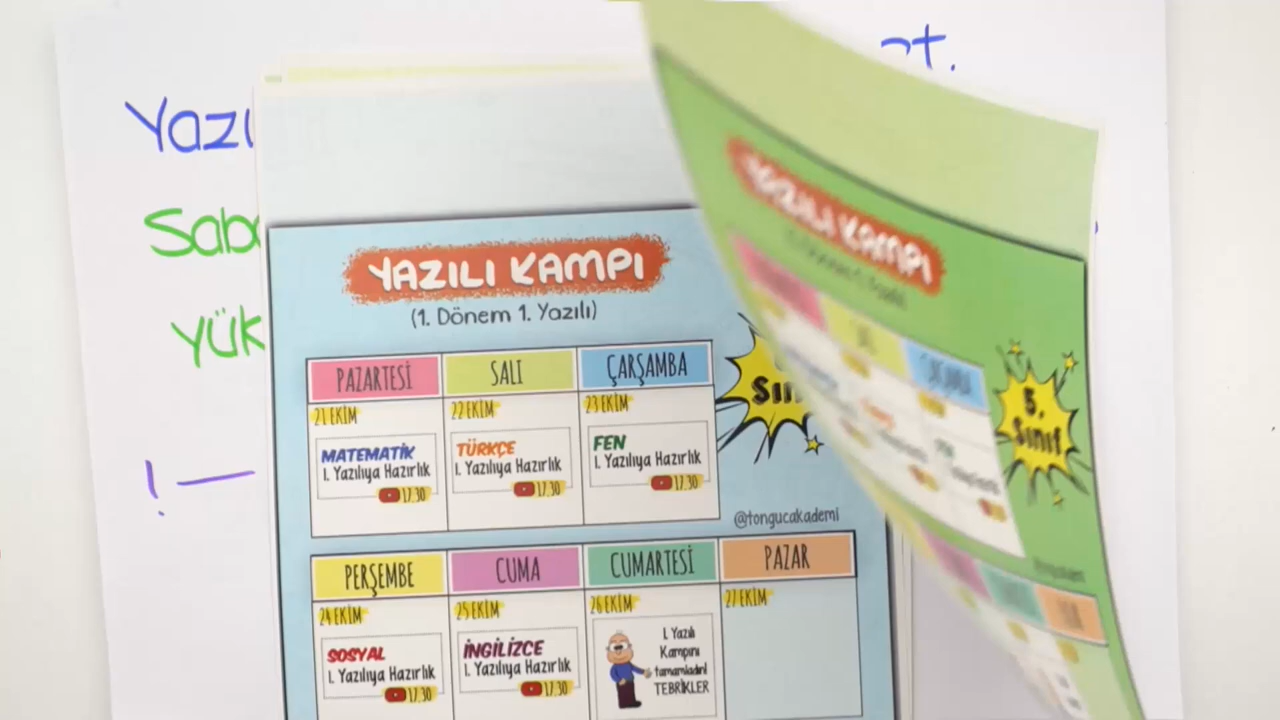 Yazı
Sabo
yük
! —
t.
YAZILI KAMPI
(1. Dönem 1. Yazılı)
PAZARTESİ SALI ÇARŞAMBA
21 EKİM 22 EKİM 23 EKİM
MATEMATİK TÜRKÇE FEN
1. Yazılıya Hazırlık 1. Yazılıya Hazırlık 1. Yazılıya Hazırlık
17.30 17.30 17.30
@tongucakademi
PERŞEMBE CUMA CUMARTESİ PAZAR
24 EKİM 25 EKİM 26 EKİM 27 EKİM
SOSYAL İNGİLİZCE
1. Yazılıya Hazırlık 1. Yazılıya Hazırlık
17.30 17.30
1. Yazılı
Kampını
tamamladın!
TEBRİKLER
YAZILI KAMPI
5.
Sınıf